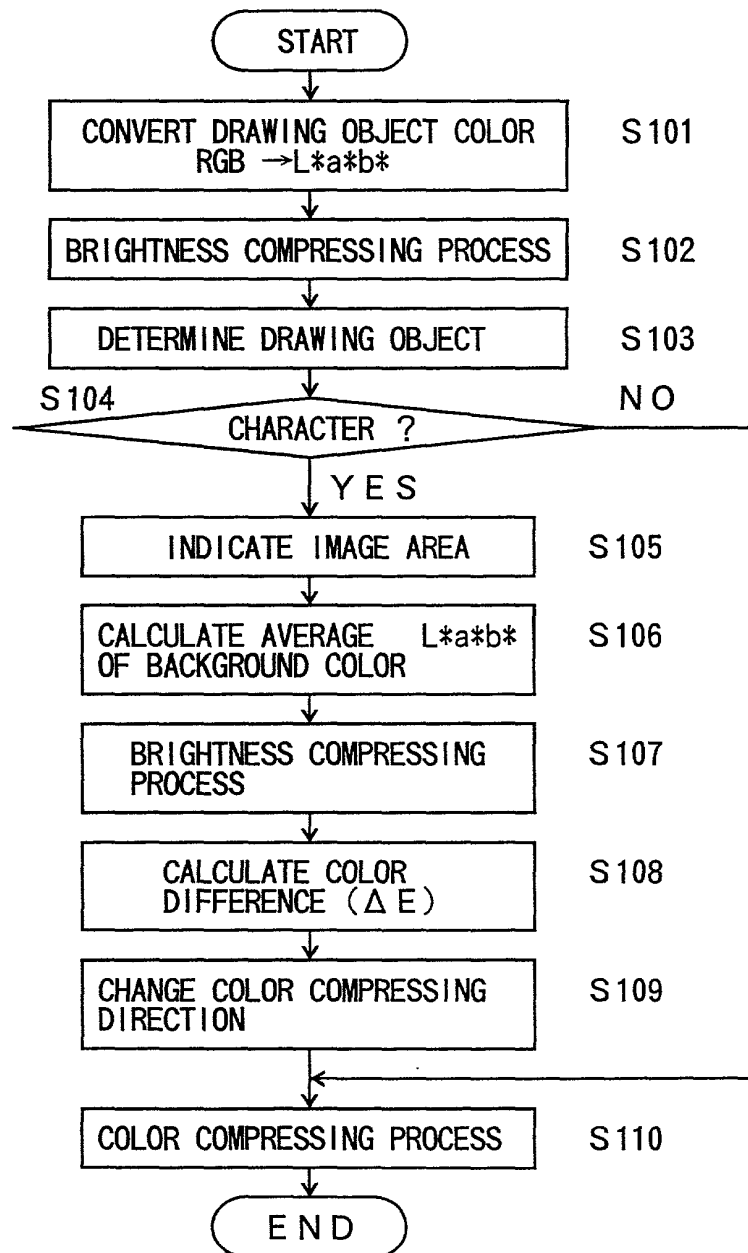 START
CONVERT DRAWING OBJECT COLOR S101
RGB →L*a*b*
BRIGHTNESS COMPRESSING PROCESS S102
DETERMINE DRAWING OBJECT S103
S104 NO
CHARACTER ?
YES
INDICATE IMAGE AREA S105
CALCULATE AVERAGE L*a*b* S106
OF BACKGROUND COLOR
BRIGHTNESS COMPRESSING S107
PROCESS
CALCULATE COLOR S108
DIFFERENCE (ΔE)
CHANGE COLOR COMPRESSING S109
DIRECTION
COLOR COMPRESSING PROCESS S110
END